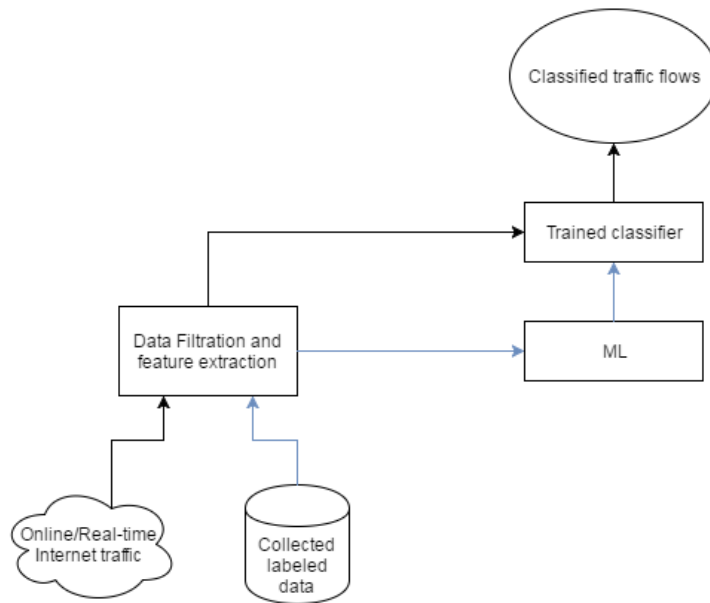 Classified traffic flows
Trained classifier
Data Filtration and
feature extraction
ML
Online/Real-time
Internet traffic
Collected
labeled
data